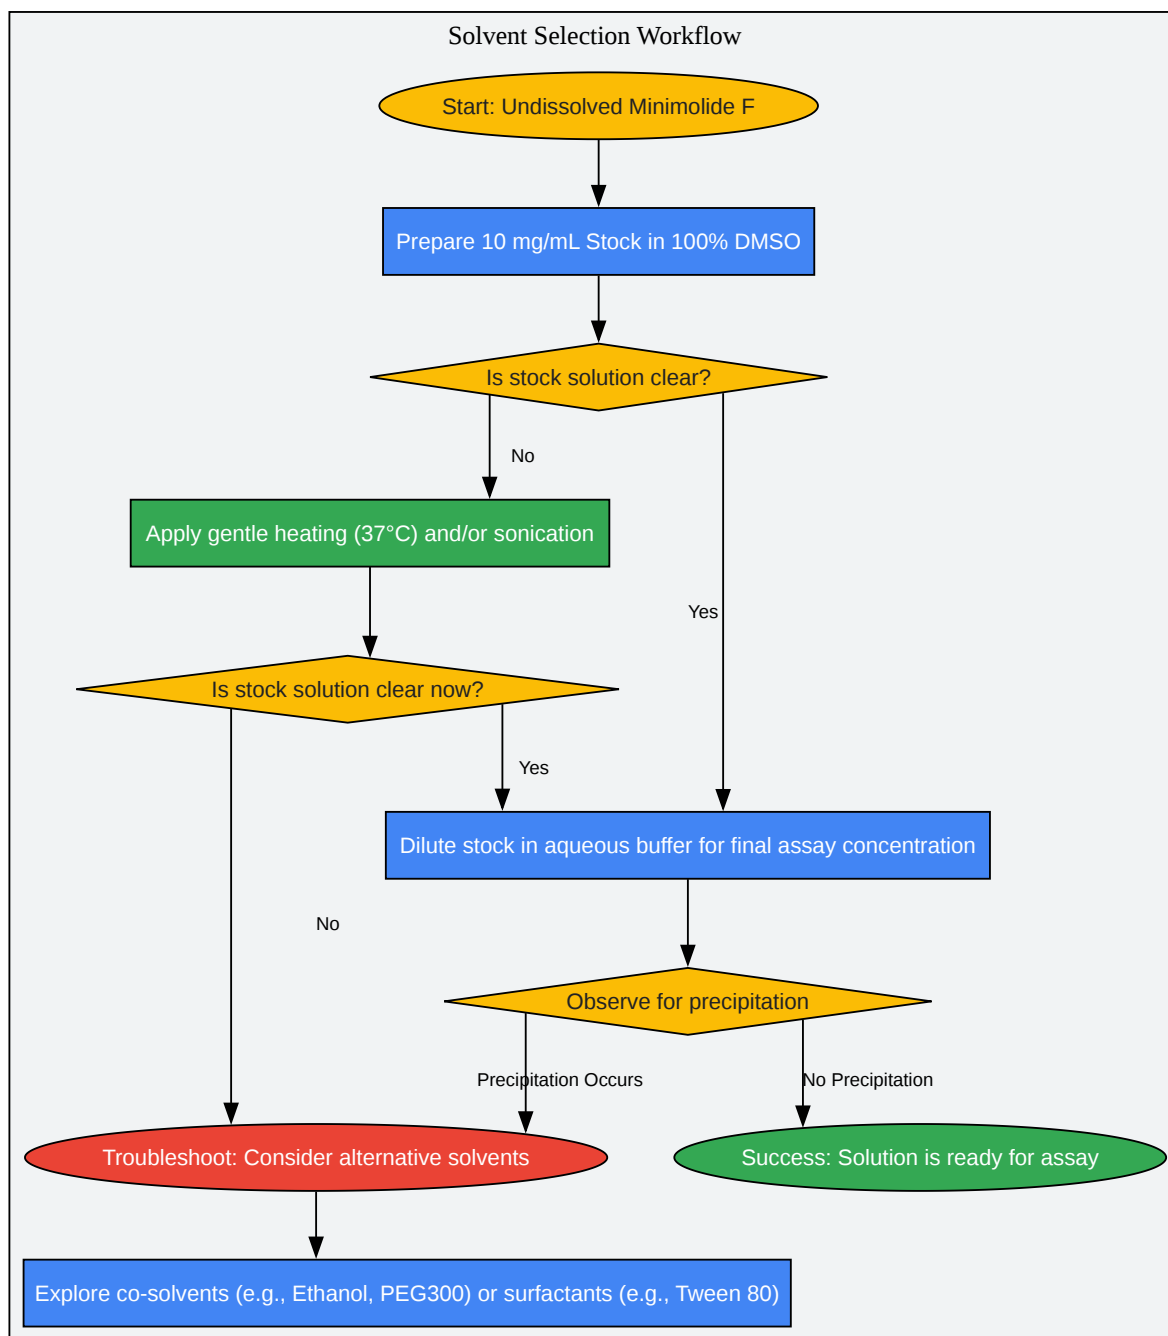 Solvent Selection Workflow
Start: Undissolved Minimolide F
Prepare 10 mg/mL Stock in 100% DMSO
Is stock solution clear?
No
Apply gentle heating (37°C) and/or sonication
Yes
Is stock solution clear now?
Yes
Dilute stock in aqueous buffer for final assay concentration
No
Observe for precipitation
Precipitation Occurs
No Precipitation
Troubleshoot: Consider alternative solvents
Success: Solution is ready for assay
Explore co-solvents (e.g., Ethanol, PEG300) or surfactants (e.g., Tween 80)